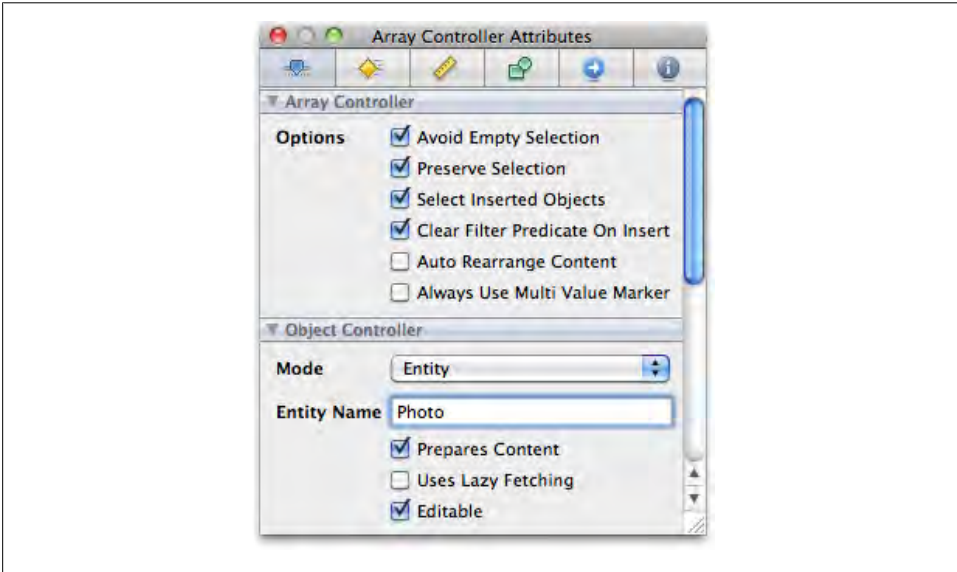 Array Controller Attributes
Array Controller
Options
Avoid Empty Selection
Preserve Selection
Select Inserted Objects
Clear Filter Predicate On Insert
Auto Rearrange Content
Always Use Multi Value Marker
Object Controller
Mode
Entity
Entity Name
Photo
Prepares Content
Uses Lazy Fetching
Editable